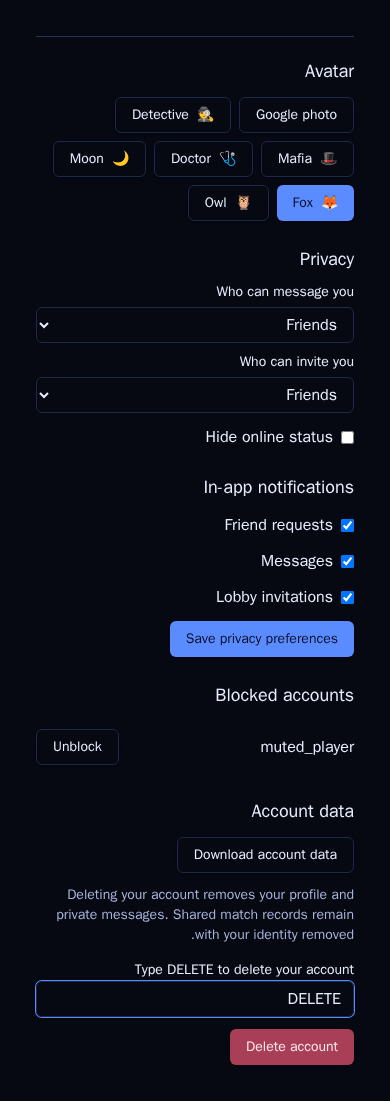 Avatar
Google photo
🕵️ Detective
🎩 Mafia
🩺 Doctor
🌙 Moon
🦊 Fox
🦉 Owl
Privacy
Who can message you
Friends
Who can invite you
Friends
Hide online status
In-app notifications
Friend requests
Messages
Lobby invitations
Save privacy preferences
Blocked accounts
muted_player
Unblock
Account data
Download account data
Deleting your account removes your profile and
private messages. Shared match records remain
with your identity removed.
Type DELETE to delete your account
DELETE
Delete account